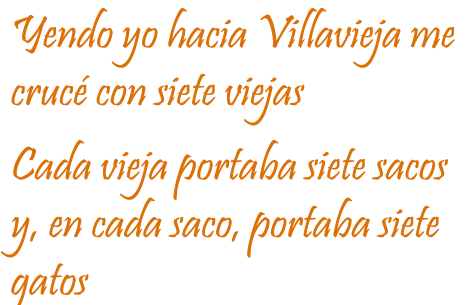 Yendo yo hacia Villavieja me
crucé con siete viejas
Cada vieja portaba siete sacos
y, en cada saco, portaba siete
gatos